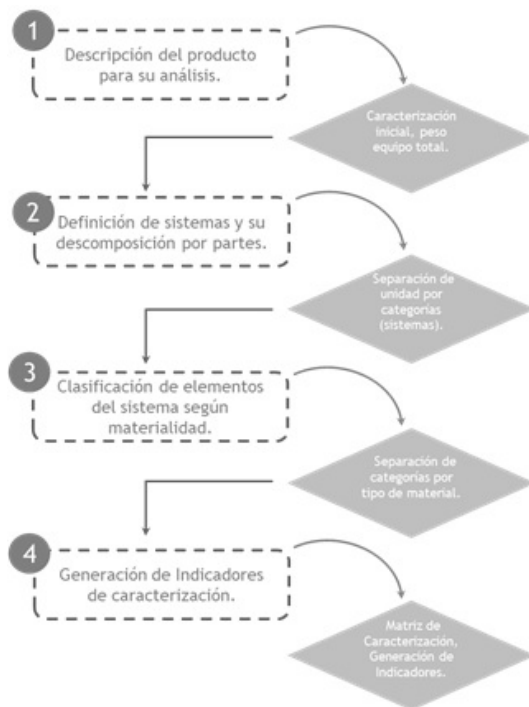 1
Descripción del producto
para su análisis.
Caracterización
inicial, peso
equipo total.
2
Definición de sistemas y su
descomposición por partes.
Separación de
unidad por
categorías
(sistemas).
3
Clasificación de elementos
del sistema según
materialidad.
Separación de
categorías por
tipo de material.
4
Generación de Indicadores
de caracterización.
Matriz de
Caracterización,
Generación de
Indicadores.